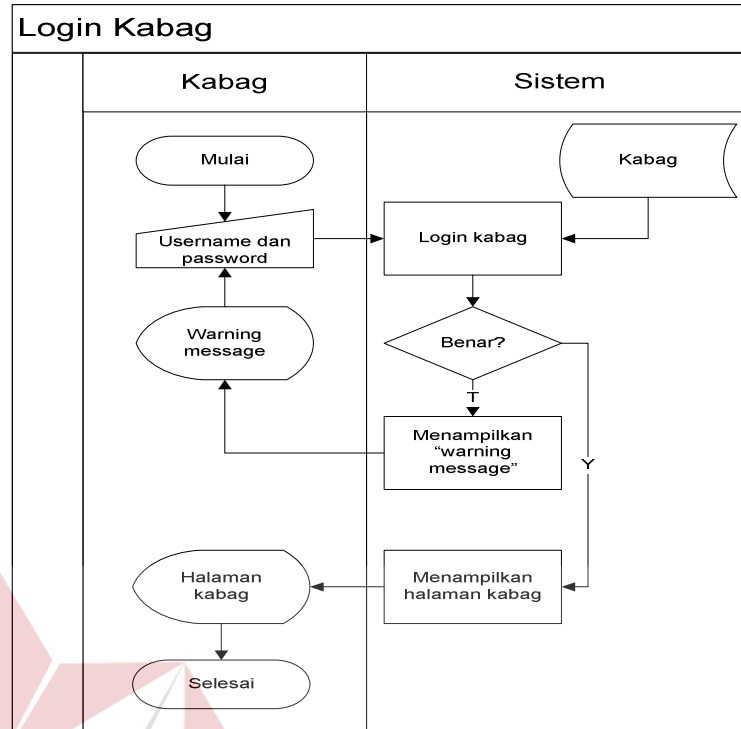 Login Kabag
Kabag
Sistem
Mulai
Kabag
Username dan
password
Login kabag
Warning
message
Benar?
T
Menampilkan
“warning
message”
Y
Halaman
kabag
Menampilkan
halaman kabag
Selesai